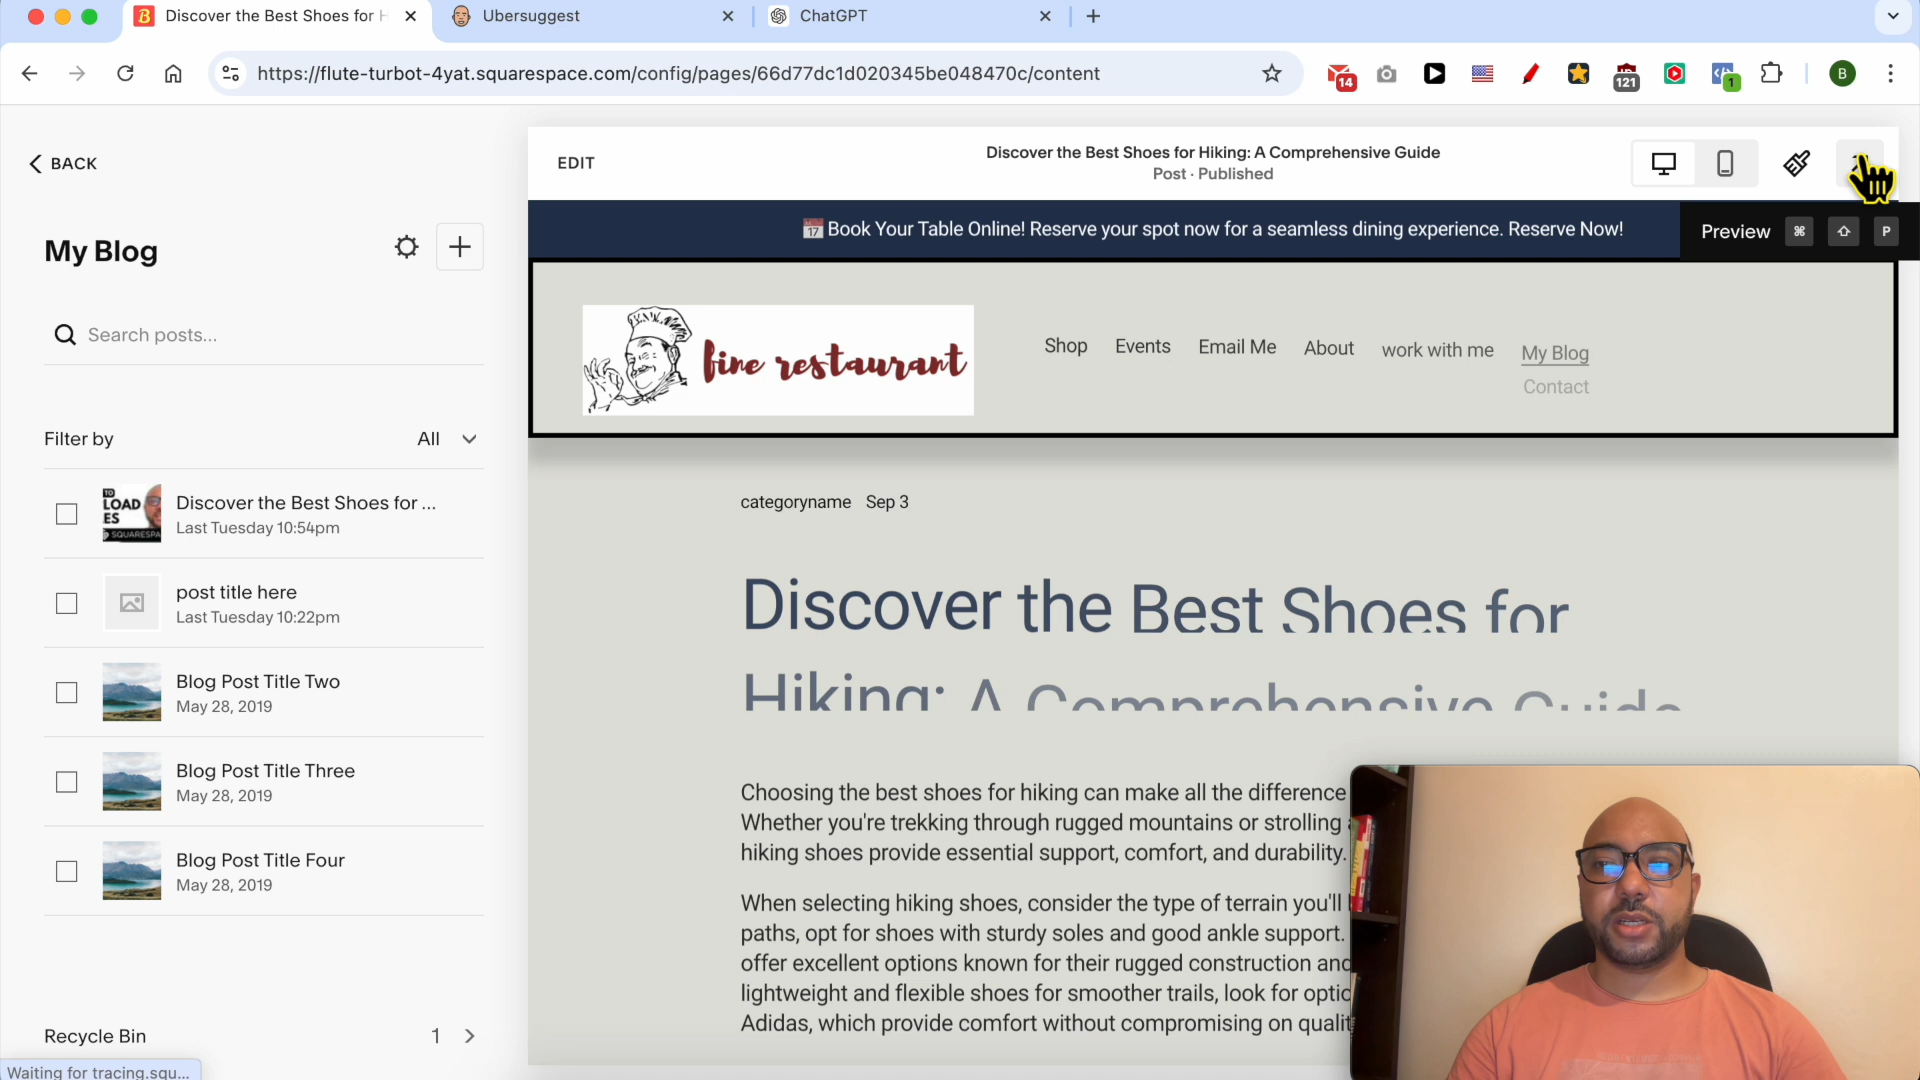 Discover the Best Shoes for H
Ubersuggest
ChatGPT
https://flute-turbot-4yat.squarespace.com/config/pages/66d77dc1d020345be048470c/content
14
121
1
B
BACK
EDIT
Discover the Best Shoes for Hiking: A Comprehensive Guide
Post · Published
17 Book Your Table Online! Reserve your spot now for a seamless dining experience. Reserve Now!
Preview ⌘ P
My Blog
Search posts...
fine restaurant
Shop Events Email Me About work with me My Blog
Contact
Filter by All
LOAD
SQUARESPA
Discover the Best Shoes for ...
Last Tuesday 10:54pm
post title here
Last Tuesday 10:22pm
Blog Post Title Two
May 28, 2019
Blog Post Title Three
May 28, 2019
Blog Post Title Four
May 28, 2019
Recycle Bin 1
Waiting for tracing.squ...
categoryname Sep 3
Discover the Best Shoes for
Hiking: A Comprehensive Guide
Choosing the best shoes for hiking can make all the difference
Whether you're trekking through rugged mountains or strolling
hiking shoes provide essential support, comfort, and durability.
When selecting hiking shoes, consider the type of terrain you'll
paths, opt for shoes with sturdy soles and good ankle support.
offer excellent options known for their rugged construction and
lightweight and flexible shoes for smoother trails, look for optio
Adidas, which provide comfort without compromising on qualit